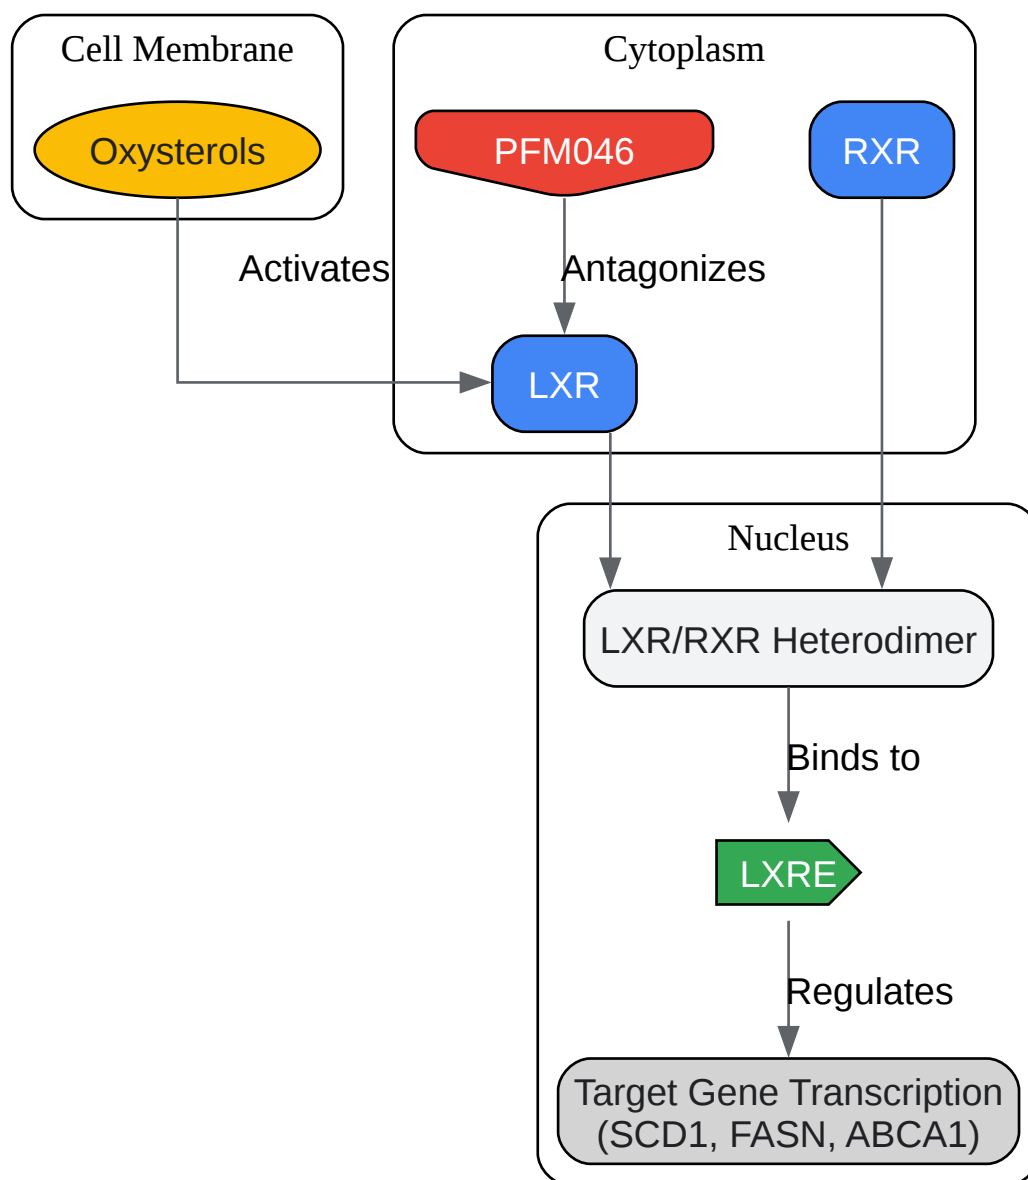 Cell Membrane
Cytoplasm
Oxysterols
PFM046
RXR
Activates
Antagonizes
LXR
Nucleus
LXR/RXR Heterodimer
Binds to
LXRE
Regulates
Target Gene Transcription
(SCD1, FASN, ABCA1)